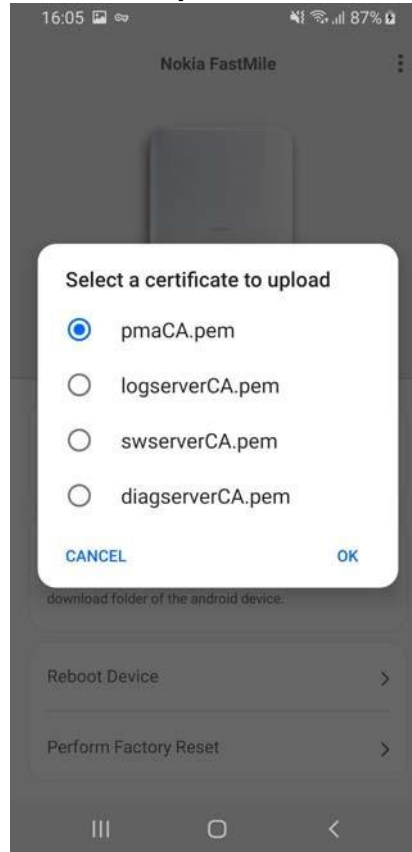 16:05 87%
Nokia FastMile
Select a certificate to upload
pmaCA.pem
logserverCA.pem
swserverCA.pem
diagserverCA.pem
CANCEL OK
download folder of the android device.
Reboot Device
Perform Factory Reset